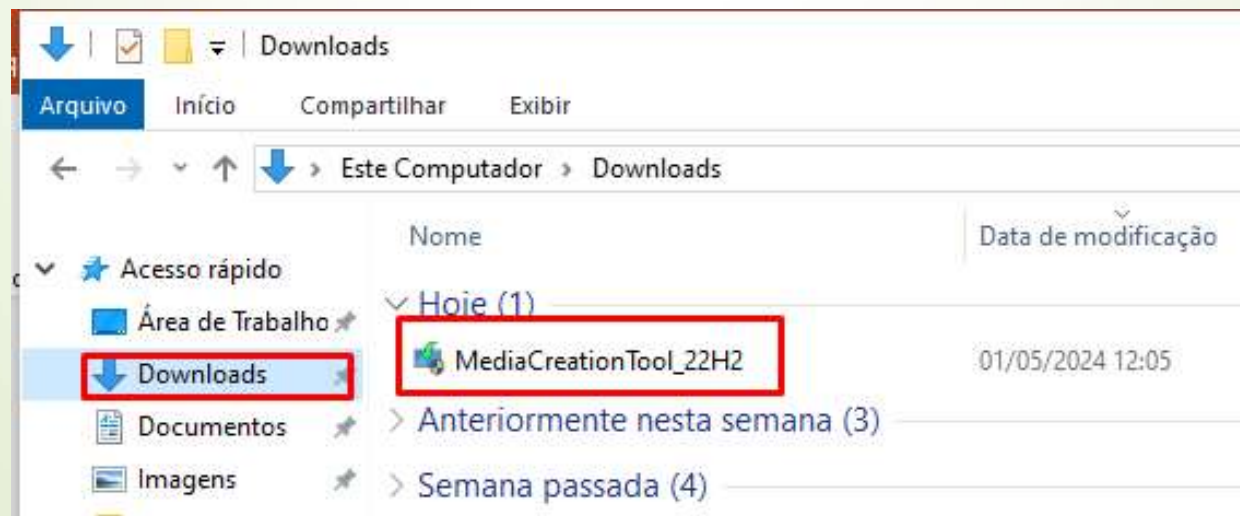 Downloads
Arquivo Início Compartilhar Exibir
Este Computador > Downloads
Nome Data de modificação
Acesso rápido
Hoje (1)
Área de Trabalho
MediaCreationTool_22H2 01/05/2024 12:05
Downloads
Anteriormente nesta semana (3)
Documentos
Semana passada (4)
Imagens